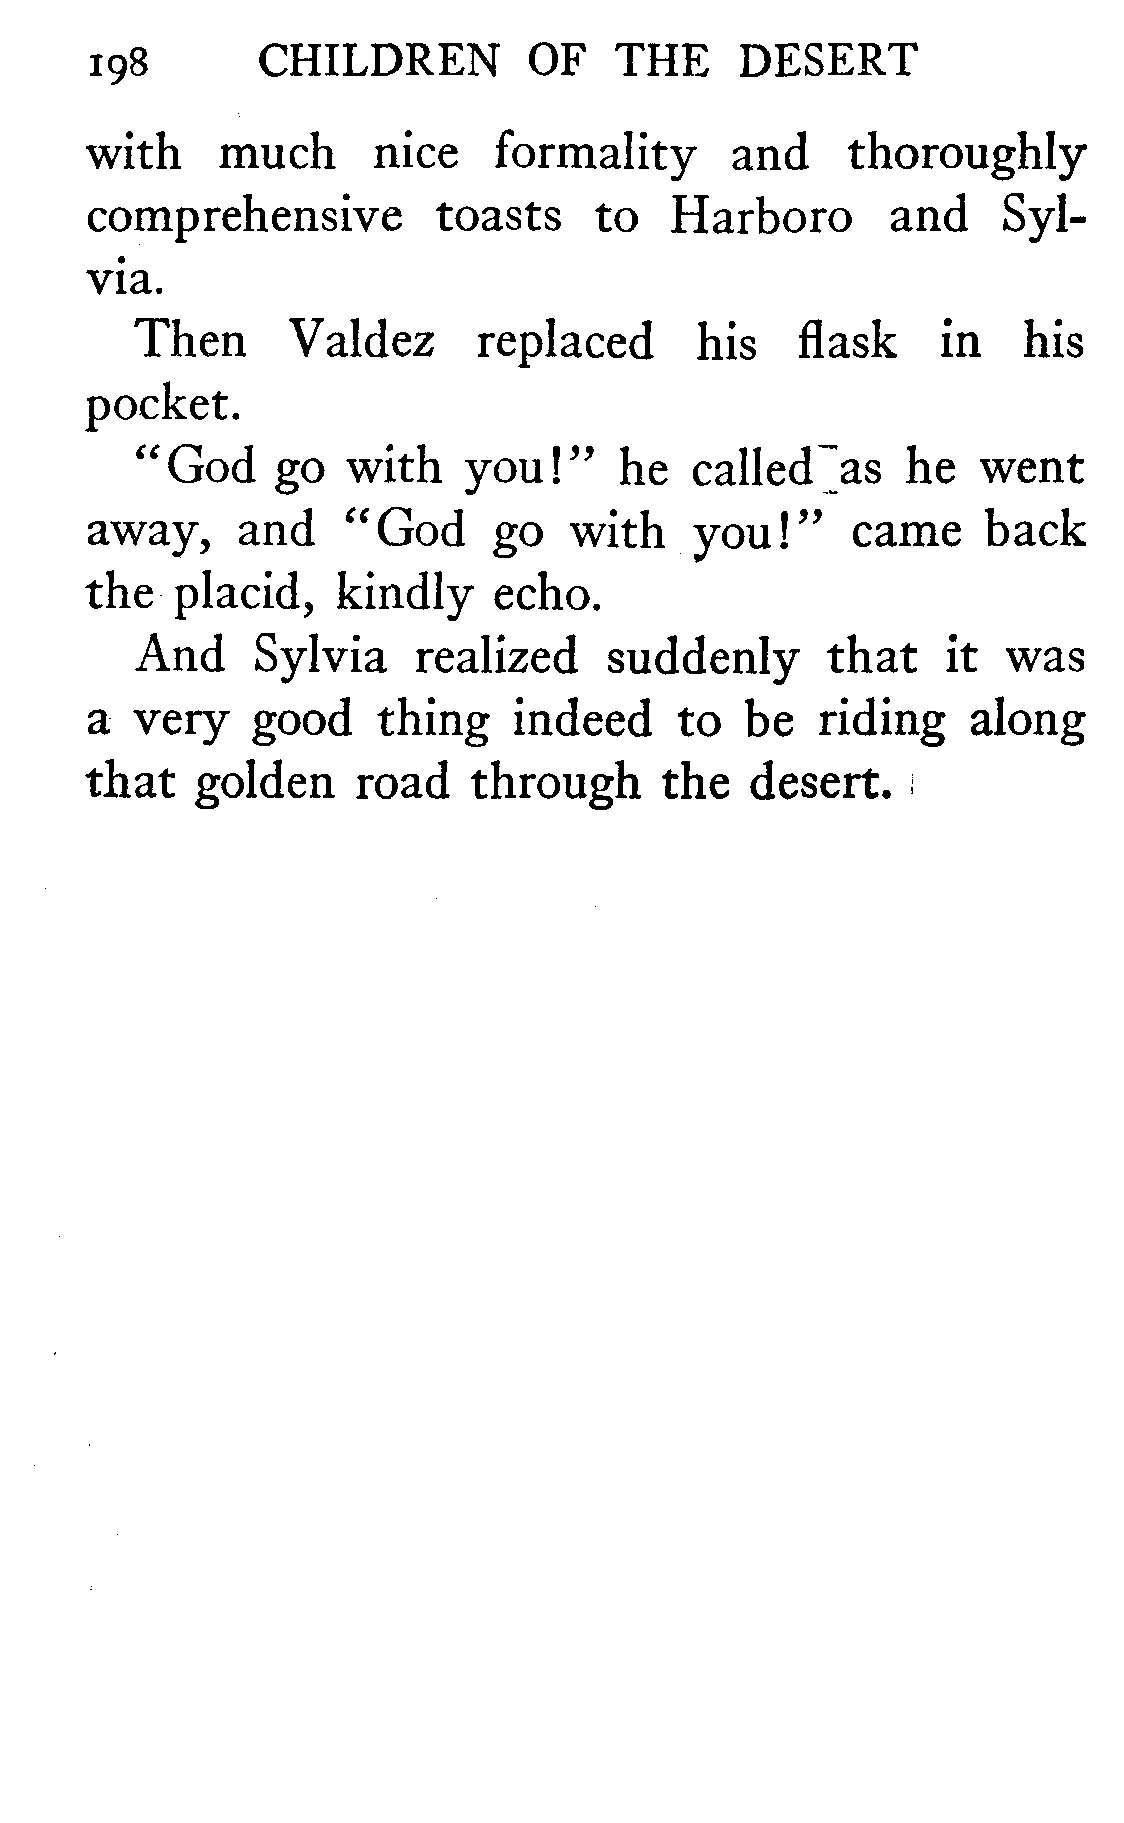 198 CHILDREN OF THE DESERT
with much nice formality and thoroughly
comprehensive toasts to Harboro and Syl-
via.
Then Valdez replaced his flask in his
pocket.
"God go with you!" he called as he went
away, and "God go with you!" came back
the placid, kindly echo.
And Sylvia realized suddenly that it was
a very good thing indeed to be riding along
that golden road through the desert.